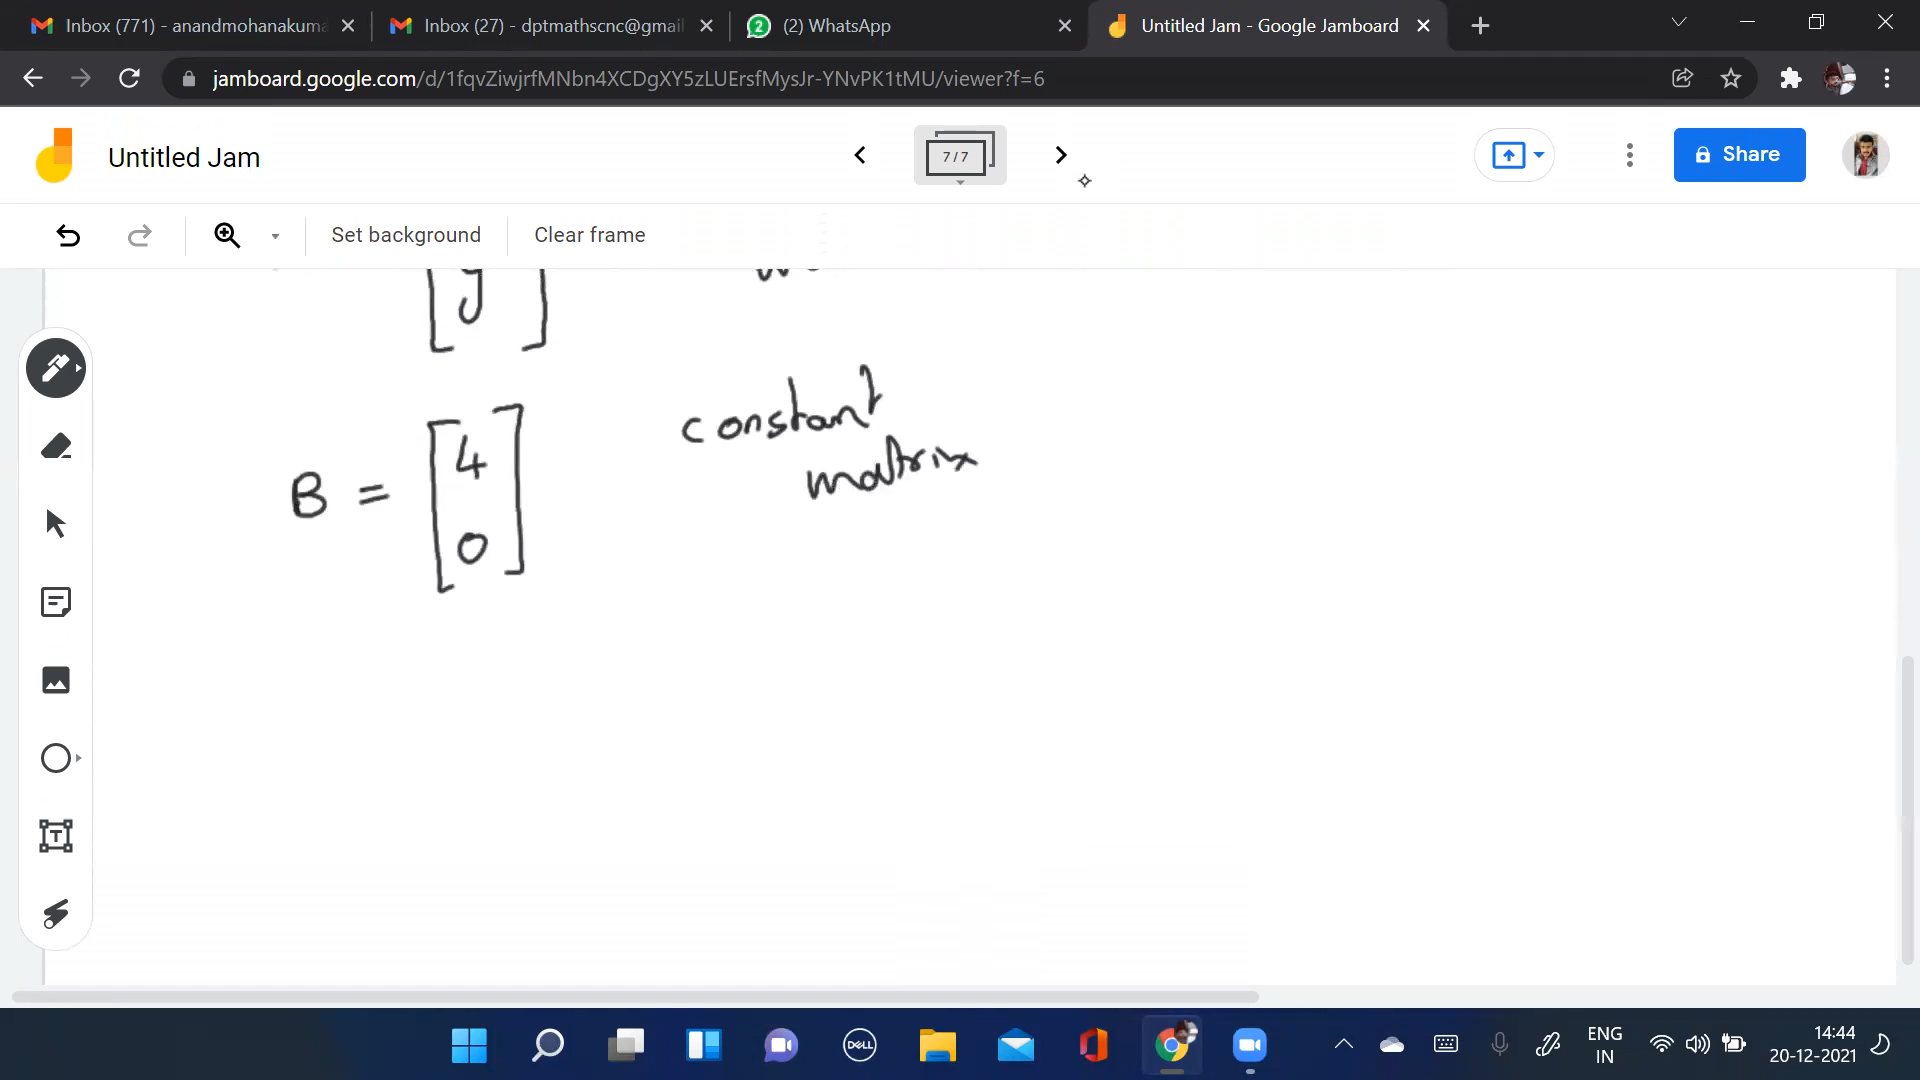 Inbox (771) - anandmohanakuma
Inbox (27) - dptmathscnc@gmail
2 (2) WhatsApp
Untitled Jam - Google Jamboard
jamboard.google.com/d/1fqvZiwjrfMNbn4XCDgXY5zLUErsfMysJr-YNvPK1tMU/viewer?f=6
Untitled Jam
7 / 7
Share
Set background
Clear frame
y
constant
matrix
B = [4
0]
T
DELL
ENG
IN
14:44
20-12-2021